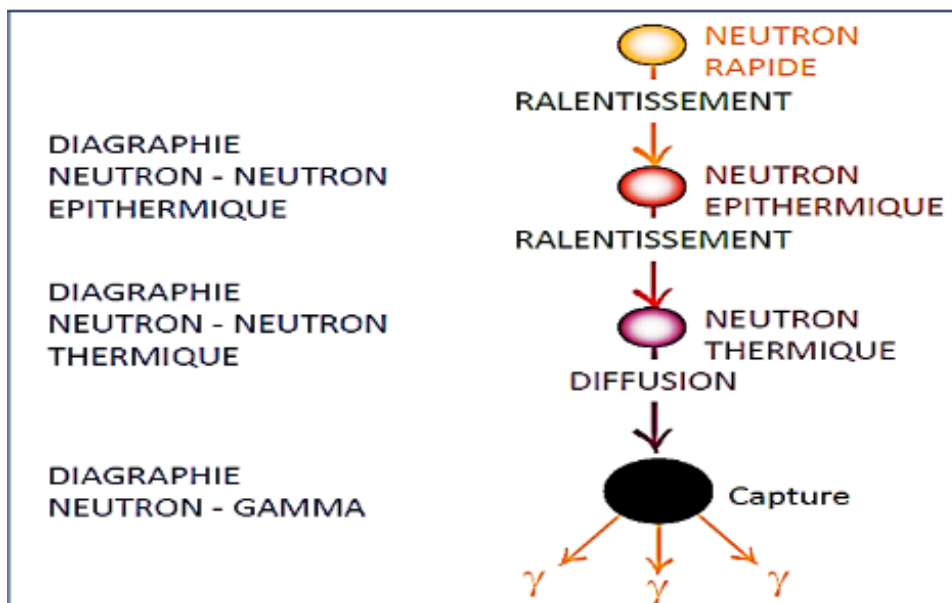 NEUTRON
RAPIDE
RALENTISSEMENT
DIAGRAPHIE
NEUTRON - NEUTRON
EPITHERMIQUE
NEUTRON
EPITHERMIQUE
RALENTISSEMENT
DIAGRAPHIE
NEUTRON - NEUTRON
THERMIQUE
NEUTRON
THERMIQUE
DIFFUSION
DIAGRAPHIE
NEUTRON - GAMMA
Capture
γ γ γ